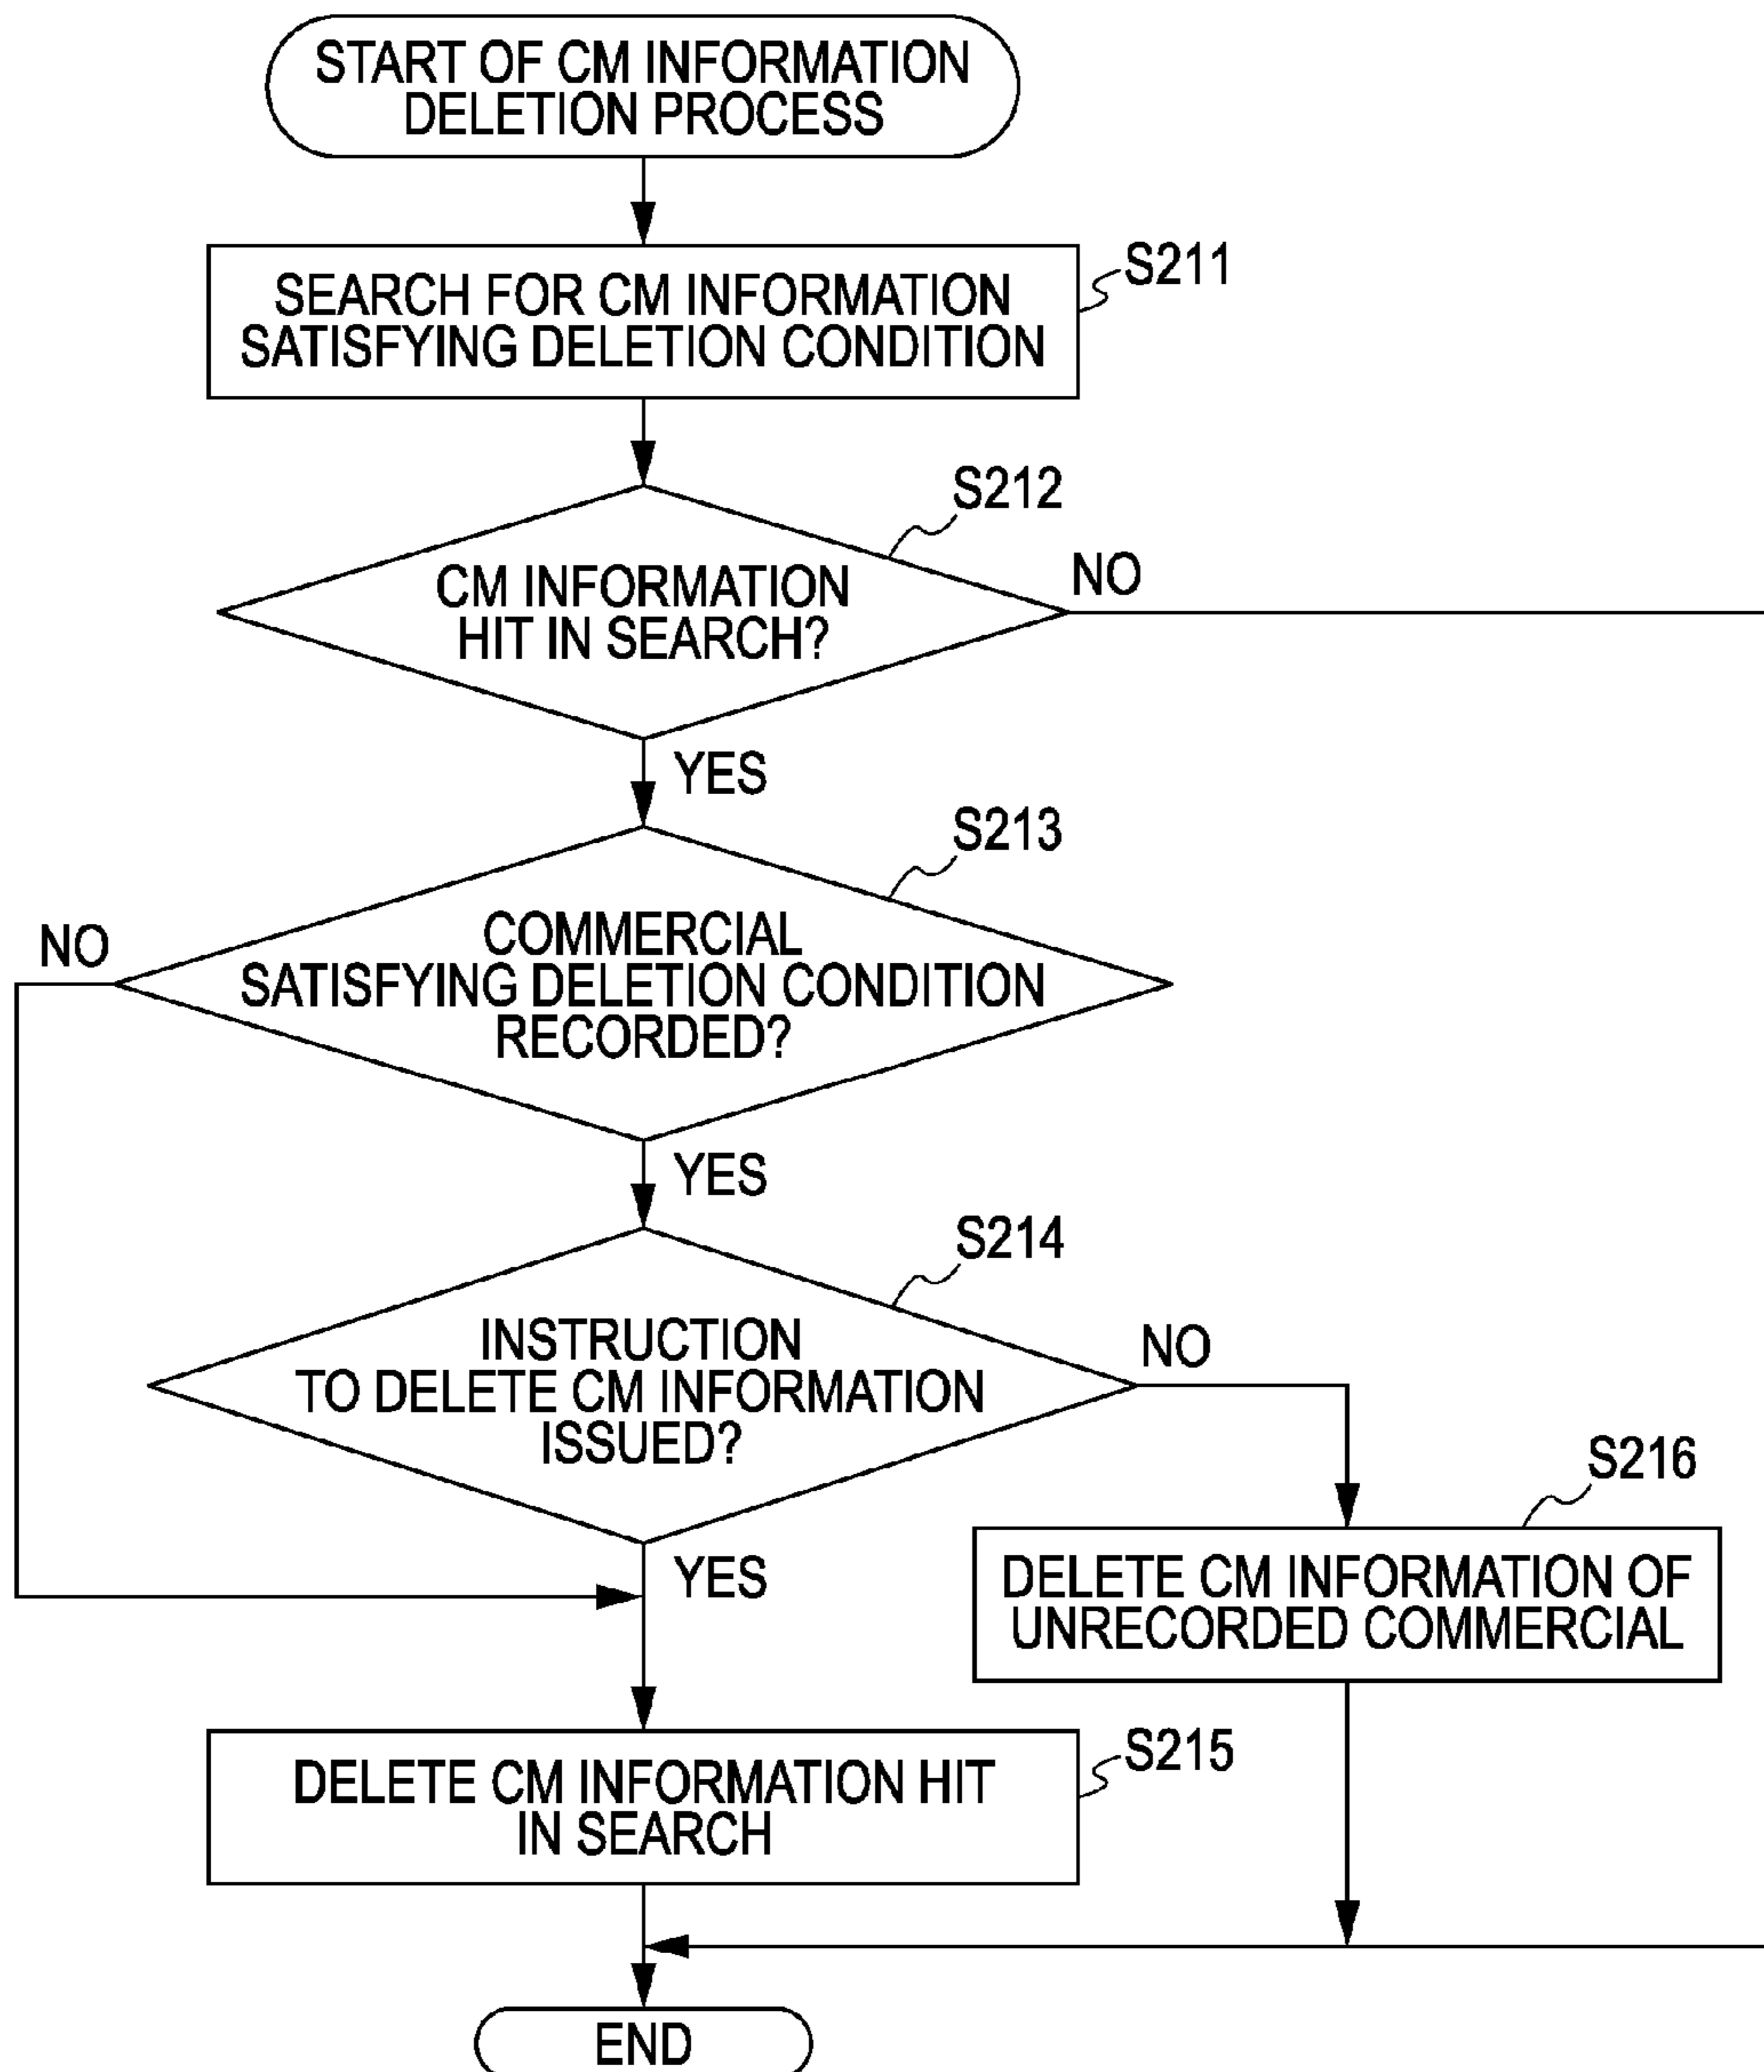 START OF CM INFORMATION
DELETION PROCESS
S211
SEARCH FOR CM INFORMATION
SATISFYING DELETION CONDITION
S212
CM INFORMATION
HIT IN SEARCH?
NO
YES
S213
NO
COMMERCIAL
SATISFYING DELETION CONDITION
RECORDED?
YES
S214
INSTRUCTION
TO DELETE CM INFORMATION
ISSUED?
NO
YES
S216
DELETE CM INFORMATION OF
UNRECORDED COMMERCIAL
S215
DELETE CM INFORMATION HIT
IN SEARCH
END